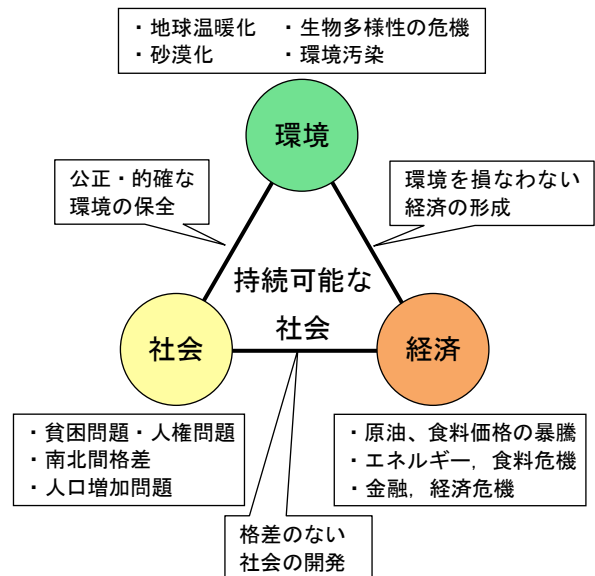 ・地球温暖化　・生物多様性の危機
・砂漠化　・環境汚染
環境
公正・的確な
環境の保全
環境を損なわない
経済の形成
持続可能な
社会
社会
経済
・貧困問題・人権問題
・南北間格差
・人口増加問題
・原油、食料価格の暴騰
・エネルギー，食料危機
・金融，経済危機
格差のない
社会の開発